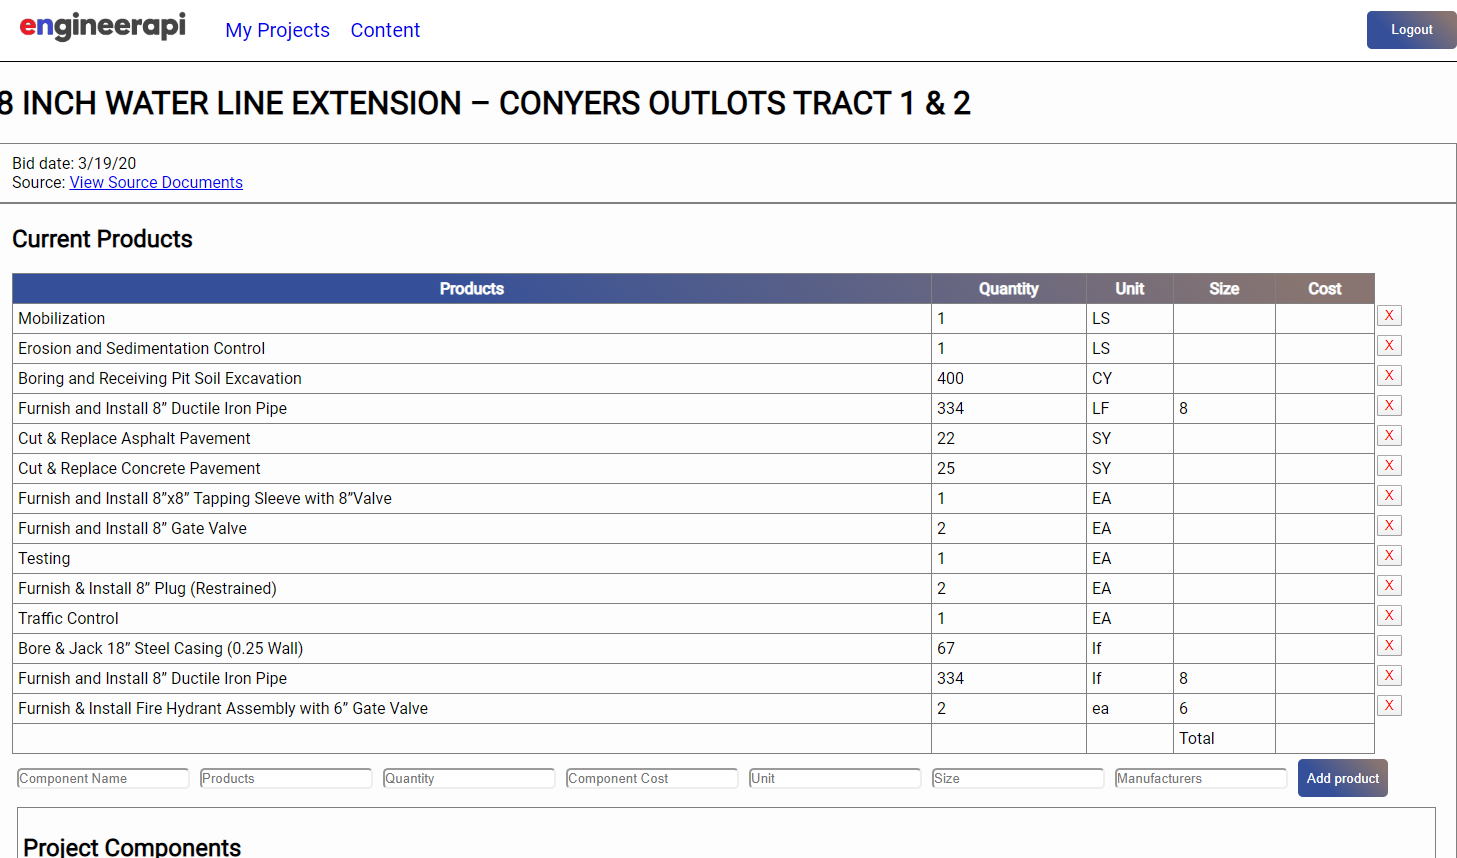 engineerapi My Projects Content Logout
8 INCH WATER LINE EXTENSION – CONYERS OUTLOTS TRACT 1 & 2
Bid date: 3/19/20
Source: View Source Documents
Current Products
Products Quantity Unit Size Cost
Mobilization 1 LS X
Erosion and Sedimentation Control 1 LS X
Boring and Receiving Pit Soil Excavation 400 CY X
Furnish and Install 8” Ductile Iron Pipe 334 LF 8 X
Cut & Replace Asphalt Pavement 22 SY X
Cut & Replace Concrete Pavement 25 SY X
Furnish and Install 8”x8” Tapping Sleeve with 8”Valve 1 EA X
Furnish and Install 8” Gate Valve 2 EA X
Testing 1 EA X
Furnish & Install 8” Plug (Restrained) 2 EA X
Traffic Control 1 EA X
Bore & Jack 18” Steel Casing (0.25 Wall) 67 lf X
Furnish and Install 8” Ductile Iron Pipe 334 lf 8 X
Furnish & Install Fire Hydrant Assembly with 6” Gate Valve 2 ea 6 X
Total
Component Name Products Quantity Component Cost Unit Size Manufacturers Add product
Project Components